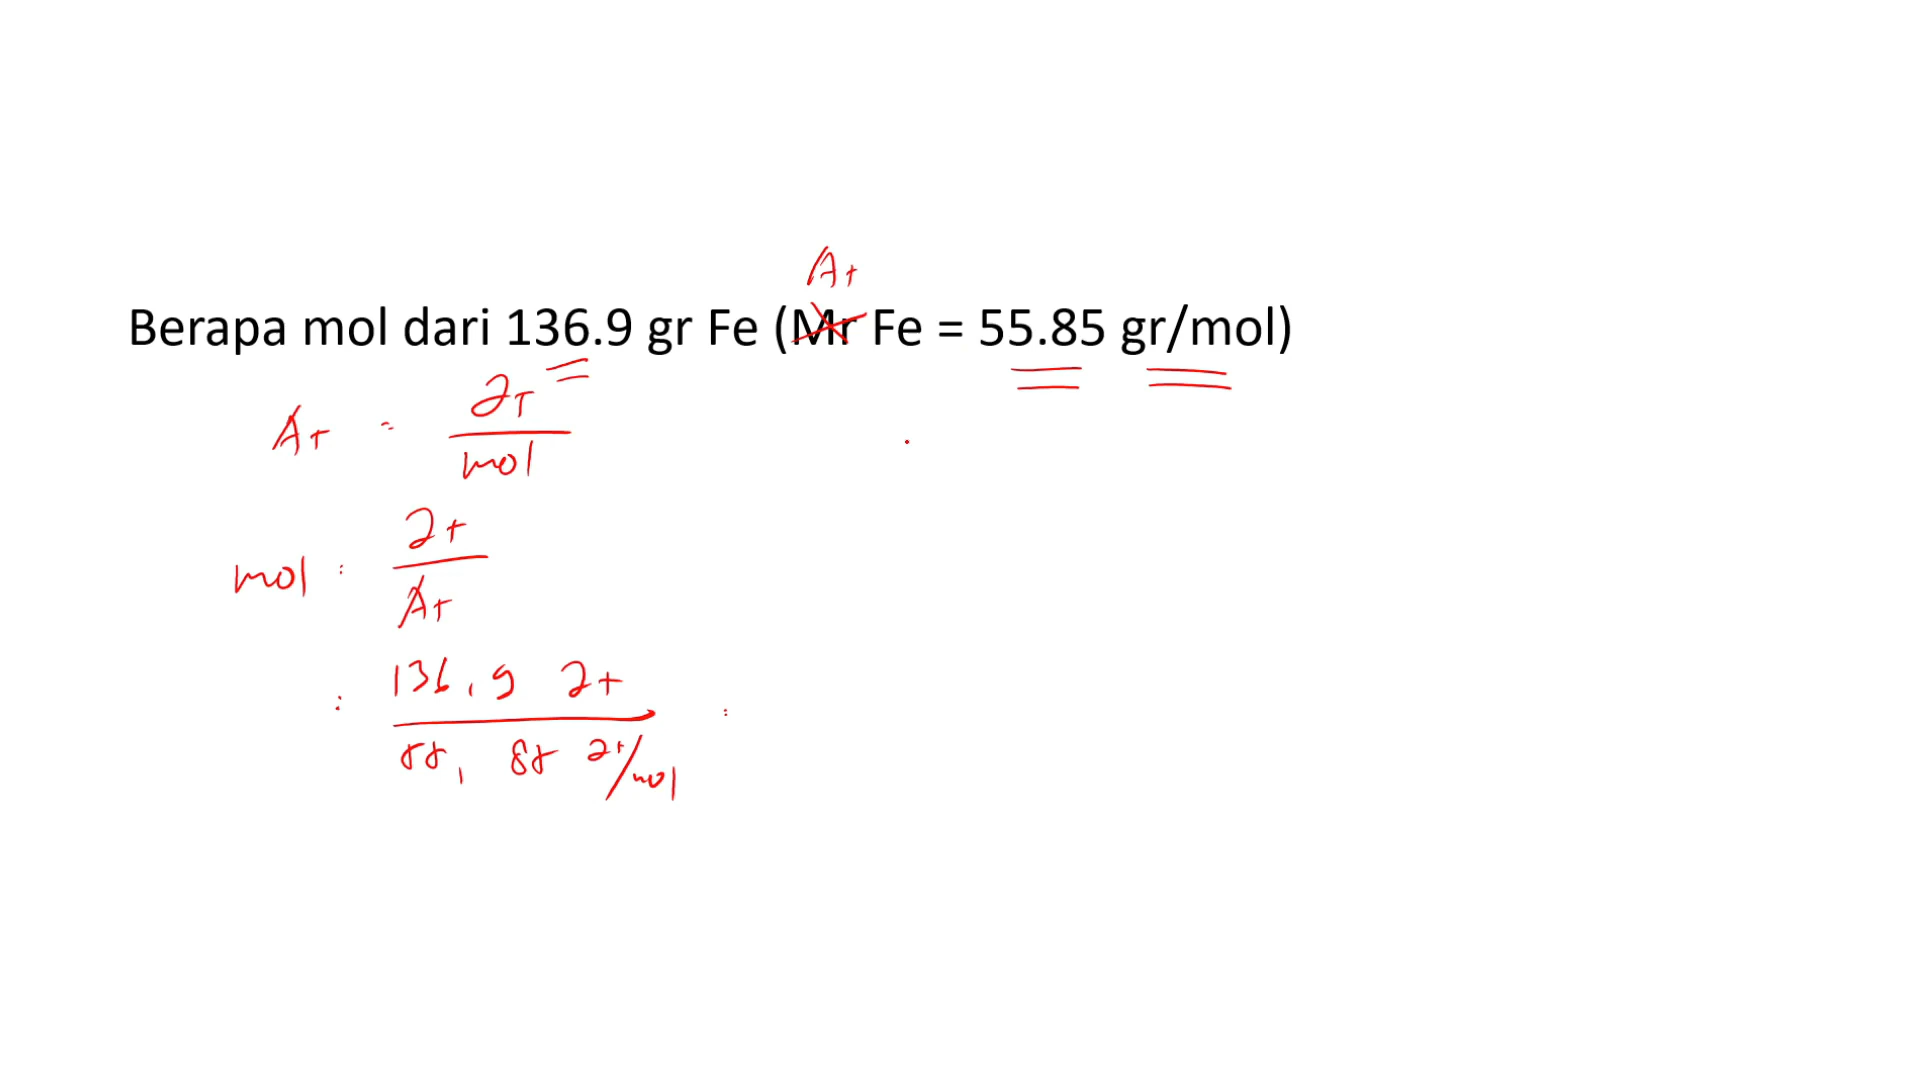 Ar
Berapa mol dari 136.9 gr Fe (Mr Fe = 55.85 gr/mol)
Ar = gr / mol
mol = gr / Ar
= 136,9 gr / 55,85 gr/mol =